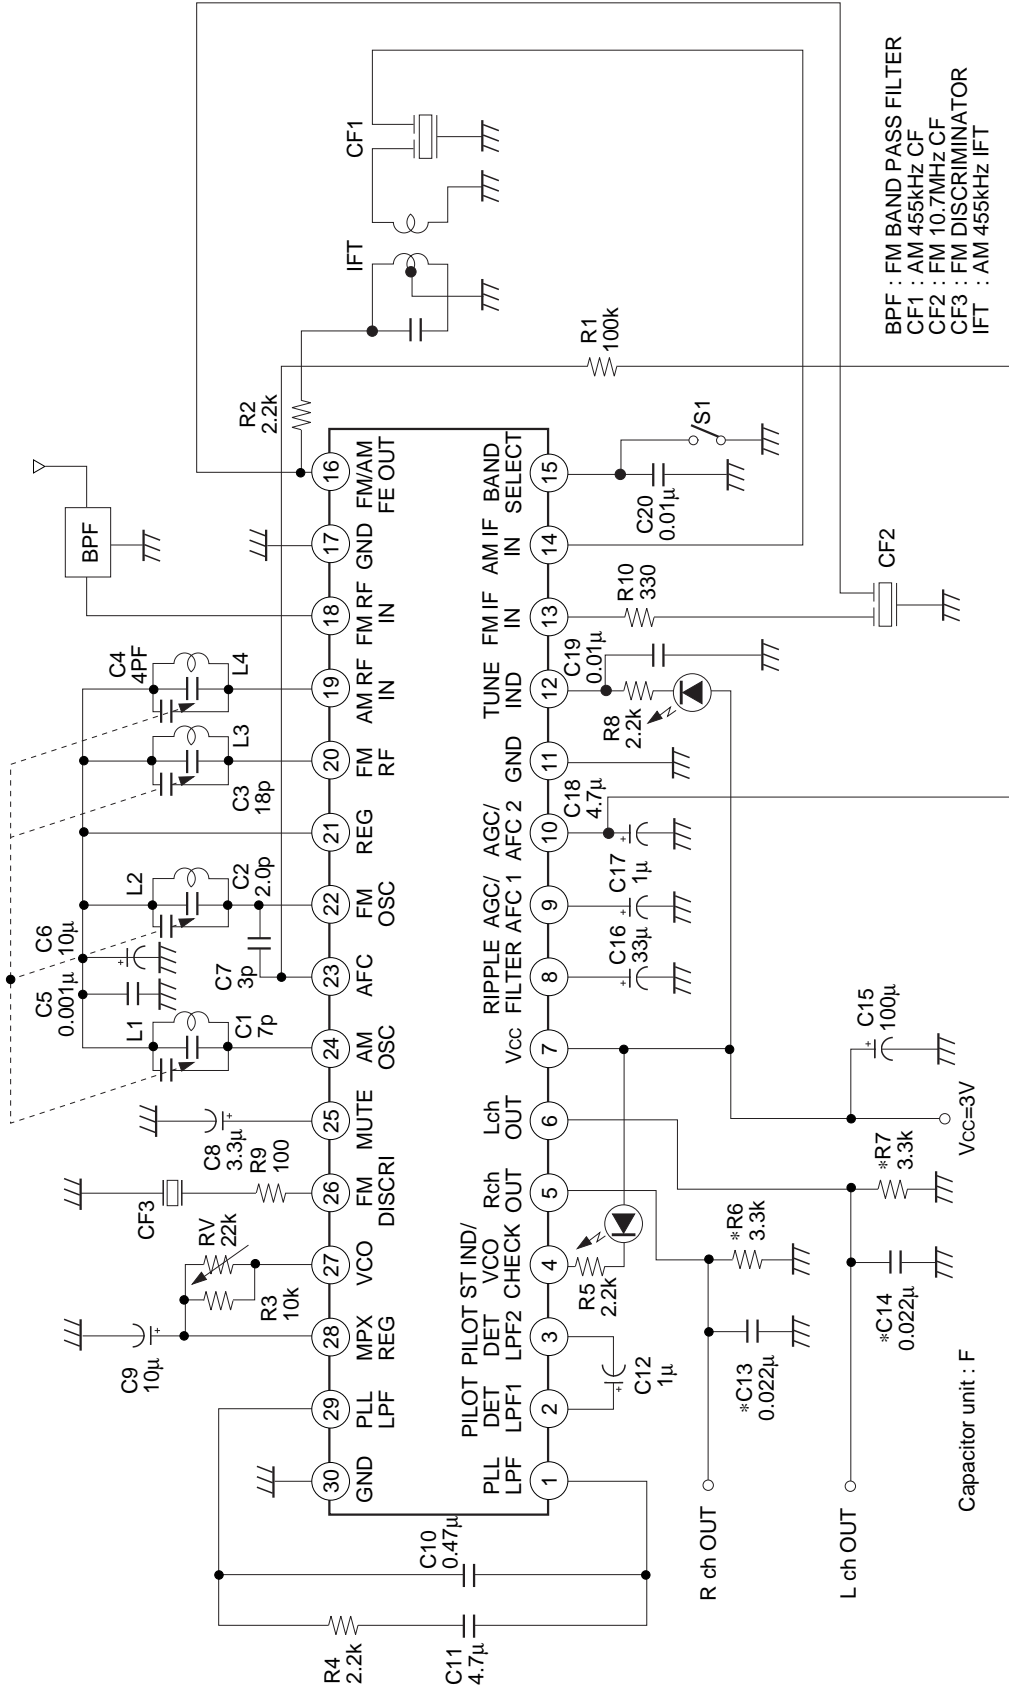 BPF : FM BAND PASS FILTER
CF1 : AM 455kHz CF
CF2 : FM 10.7MHz CF
CF3 : FM DISCRIMINATOR
IFT : AM 455kHz IFT
R4
2.2k
C11
4.7µ
C10
0.47µ
C9
10µ
RV
22k
R3
10k
CF3
R9
100
C8
3.3µ
L1
C1
7p
C5
0.001µ
C6
10µ
C7
3p
L2
C2
2.0p
C3
18p
L3
C4
4PF
L4
BPF
R2
2.2k
IFT
CF1
R1
100k
30
GND
29
PLL
LPF
28
MPX
REG
27
VCO
26
FM
DISCRI
25
MUTE
24
AM
OSC
23
AFC
22
FM
OSC
21
REG
20
FM
RF
19
AM RF
IN
18
FM RF
IN
17
GND
16
FM/AM
FE OUT
PLL
LPF
1
PILOT
DET
LPF1
2
PILOT
DET
LPF2
3
ST IND/
VCO
CHECK
4
Rch
OUT
5
Lch
OUT
6
Vcc
7
RIPPLE
FILTER
8
AGC/
AFC 1
9
AGC/
AFC 2
10
GND
11
TUNE
IND
12
FM IF
IN
13
AM IF
IN
14
BAND
SELECT
15
C12
1µ
R5
2.2k
*R6
3.3k
*C13
0.022µ
*R7
3.3k
*C14
0.022µ
C15
100µ
Vcc=3V
C16
33µ
C17
1µ
C18
4.7µ
R8
2.2k
C19
0.01µ
R10
330
CF2
C20
0.01µ
S1
R ch OUT
L ch OUT
Capacitor unit : F